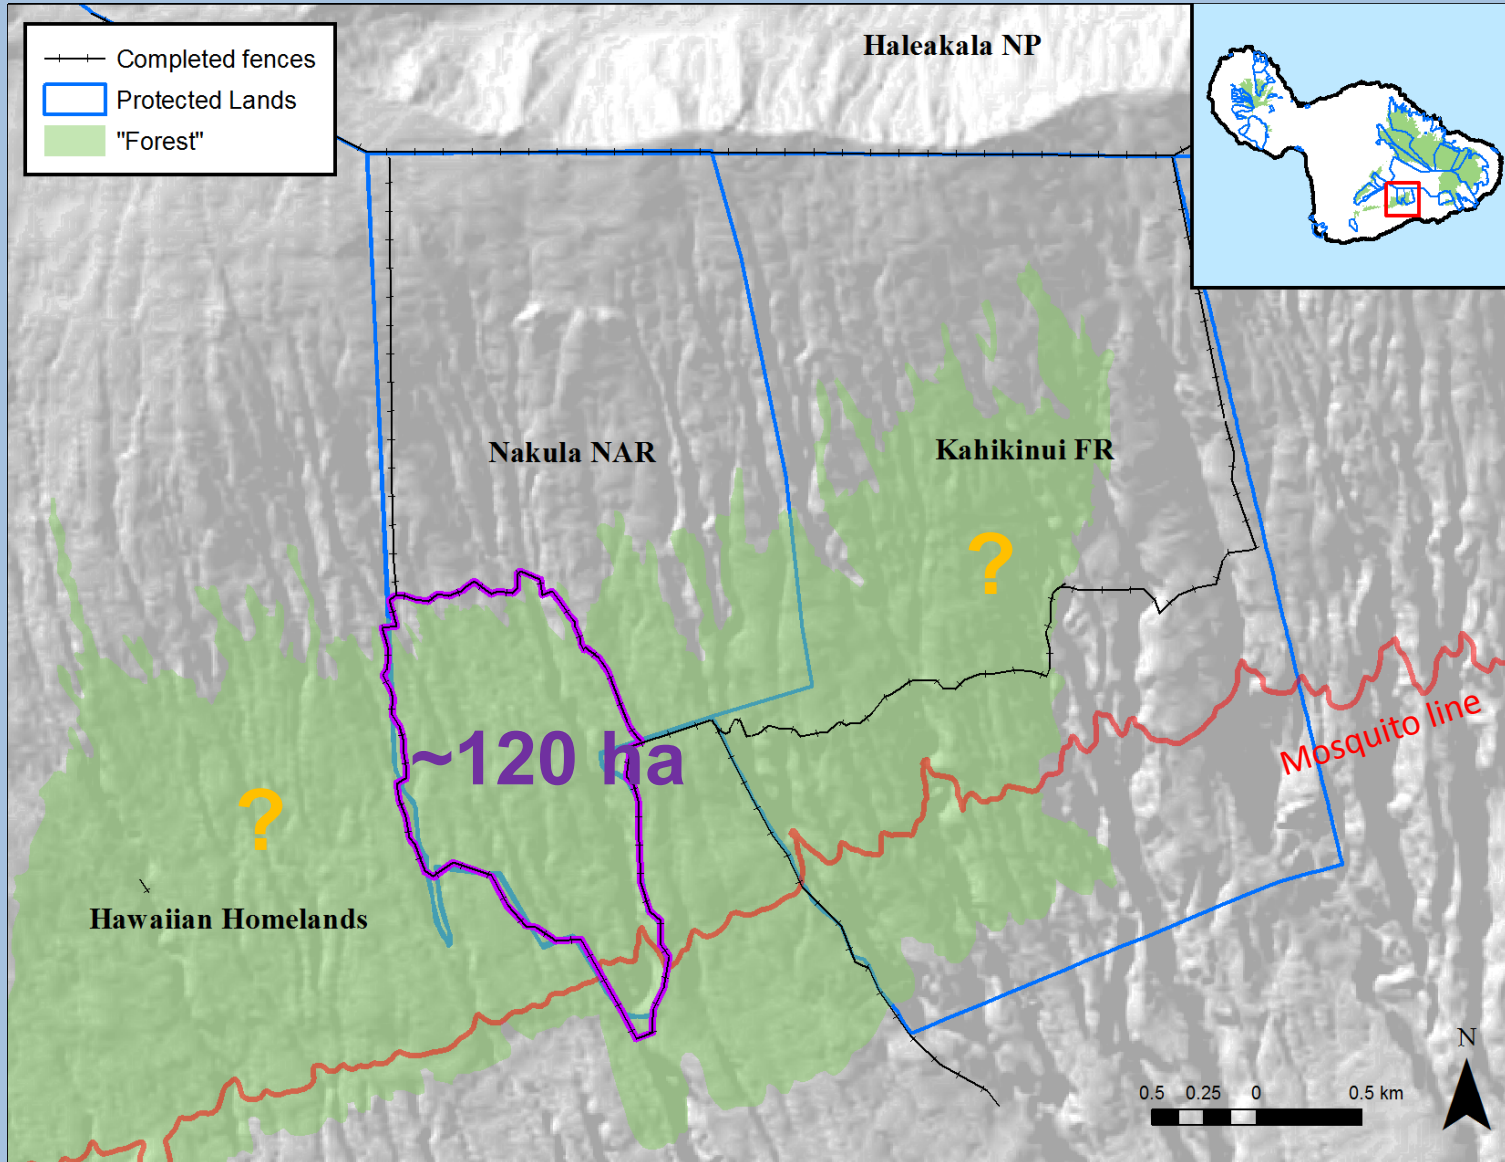 Completed fences
Protected Lands
"Forest"
Haleakala NP
Nakula NAR
Kahikinui FR
?
Mosquito line
~120 ha
?
Hawaiian Homelands
N
0.5 0.25 0 0.5 km